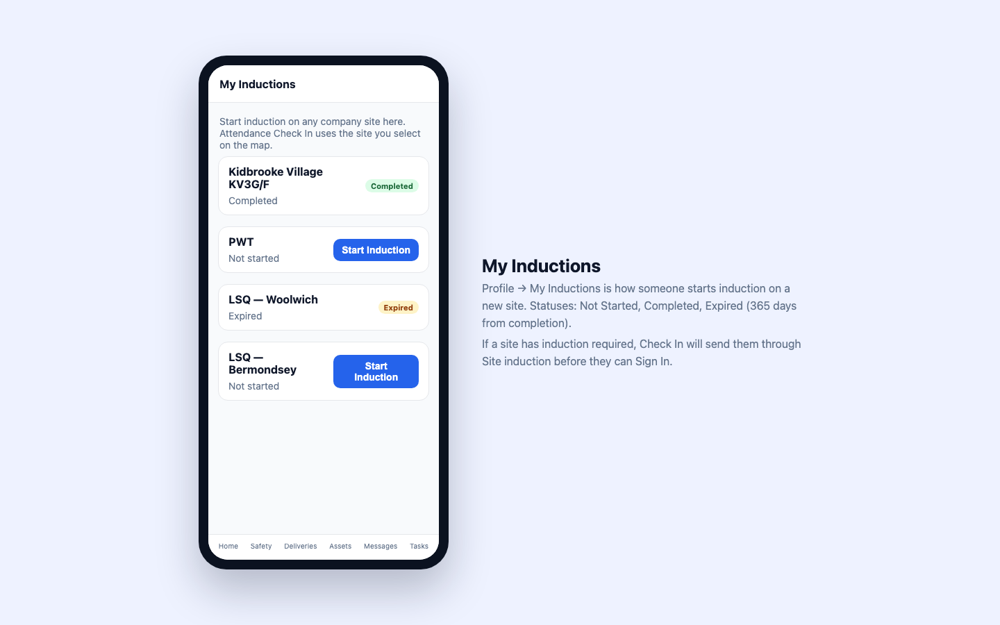 My Inductions
Start induction on any company site here.
Attendance Check In uses the site you select
on the map.
Kidbrooke Village
KV3G/F
Completed
Completed
PWT
Not started
Start Induction
LSQ — Woolwich
Expired
Expired
LSQ —
Bermondsey
Not started
Start
Induction
Home
Safety
Deliveries
Assets
Messages
Tasks
My Inductions
Profile → My Inductions is how someone starts induction on a
new site. Statuses: Not Started, Completed, Expired (365 days
from completion).
If a site has induction required, Check In will send them through
Site induction before they can Sign In.